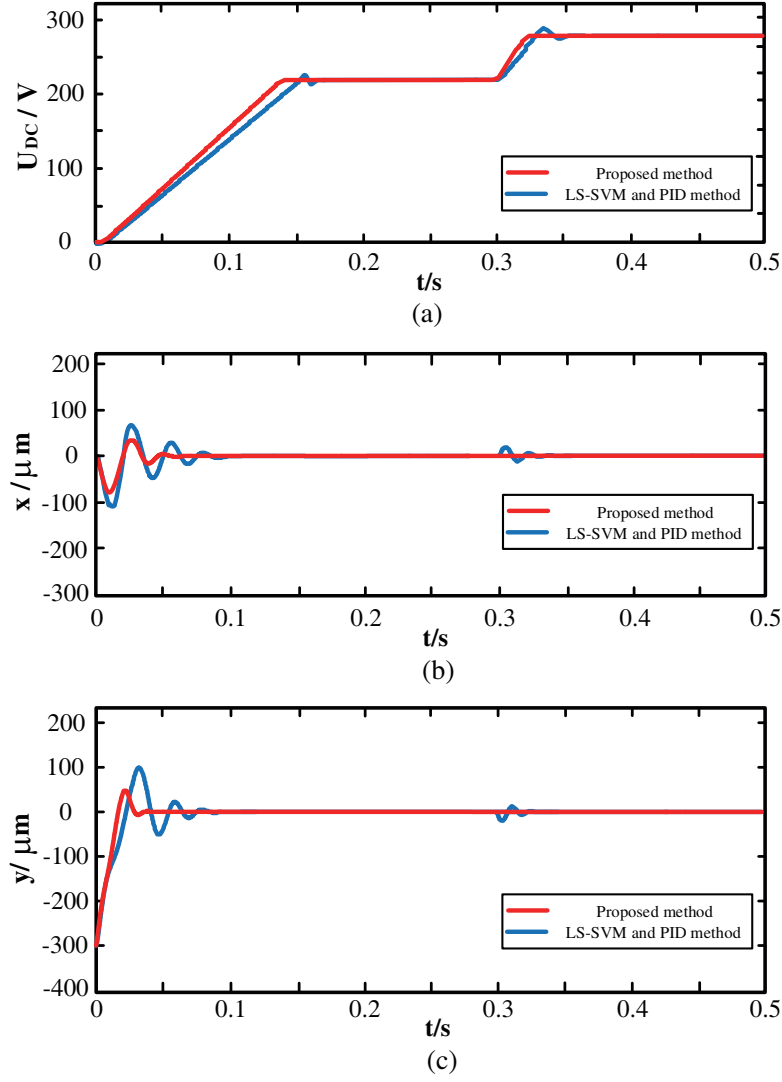 300
200
100
0
U_DC / V
Proposed method
LS-SVM and PID method
0 0.1 0.2 0.3 0.4 0.5
t/s
(a)
200
100
0
-100
-200
-300
x /μm
Proposed method
LS-SVM and PID method
0 0.1 0.2 0.3 0.4 0.5
t/s
(b)
200
100
0
-100
-200
-300
-400
y/ μm
Proposed method
LS-SVM and PID method
0 0.1 0.2 0.3 0.4 0.5
t/s
(c)